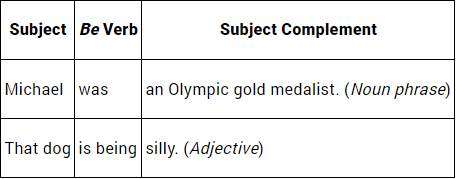 Subject Be Verb Subject Complement
Michael was an Olympic gold medalist. (Noun phrase)
That dog is being silly. (Adjective)